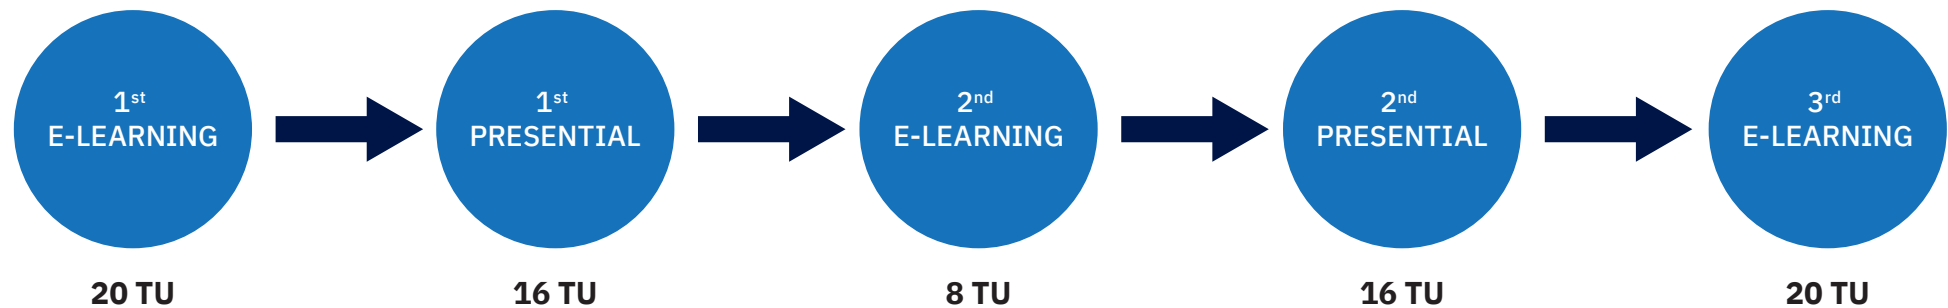 1st
E-LEARNING
20 TU
1st
PRESENTIAL
16 TU
2nd
E-LEARNING
8 TU
2nd
PRESENTIAL
16 TU
3rd
E-LEARNING
20 TU